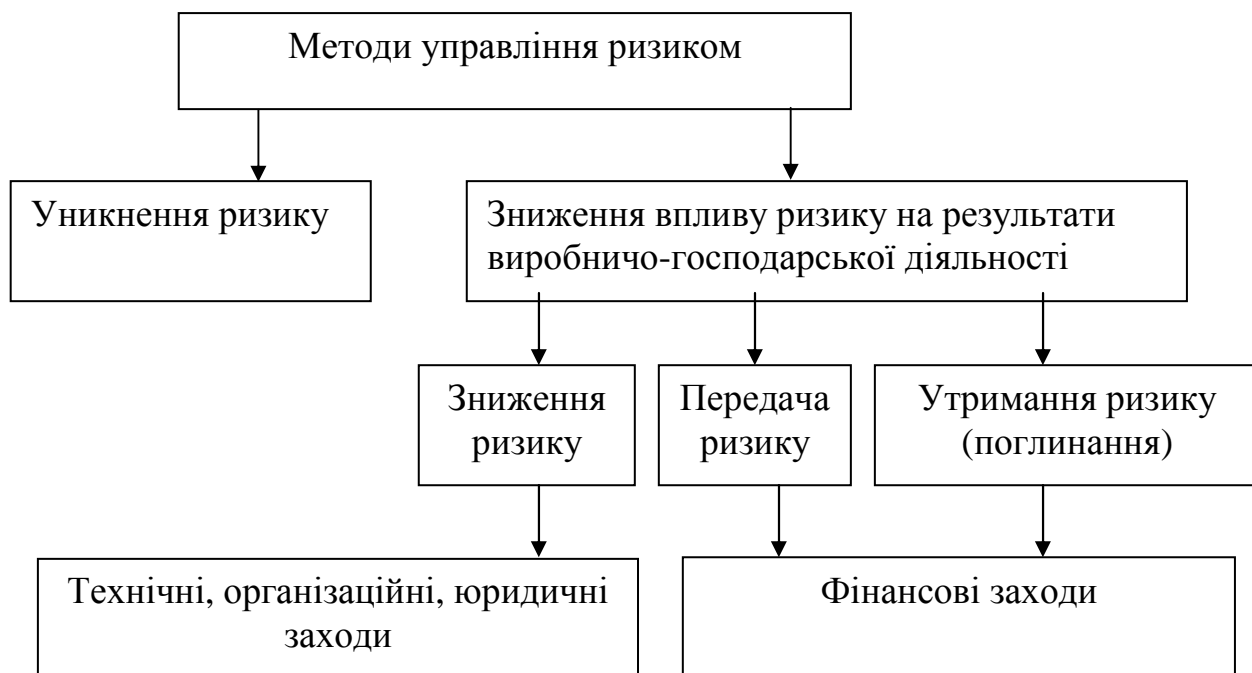 Методи управління ризиком
Уникнення ризику
Зниження впливу ризику на результати
виробничо-господарської діяльності
Зниження
ризику
Передача
ризику
Утримання ризику
(поглинання)
Технічні, організаційні, юридичні
заходи
Фінансові заходи